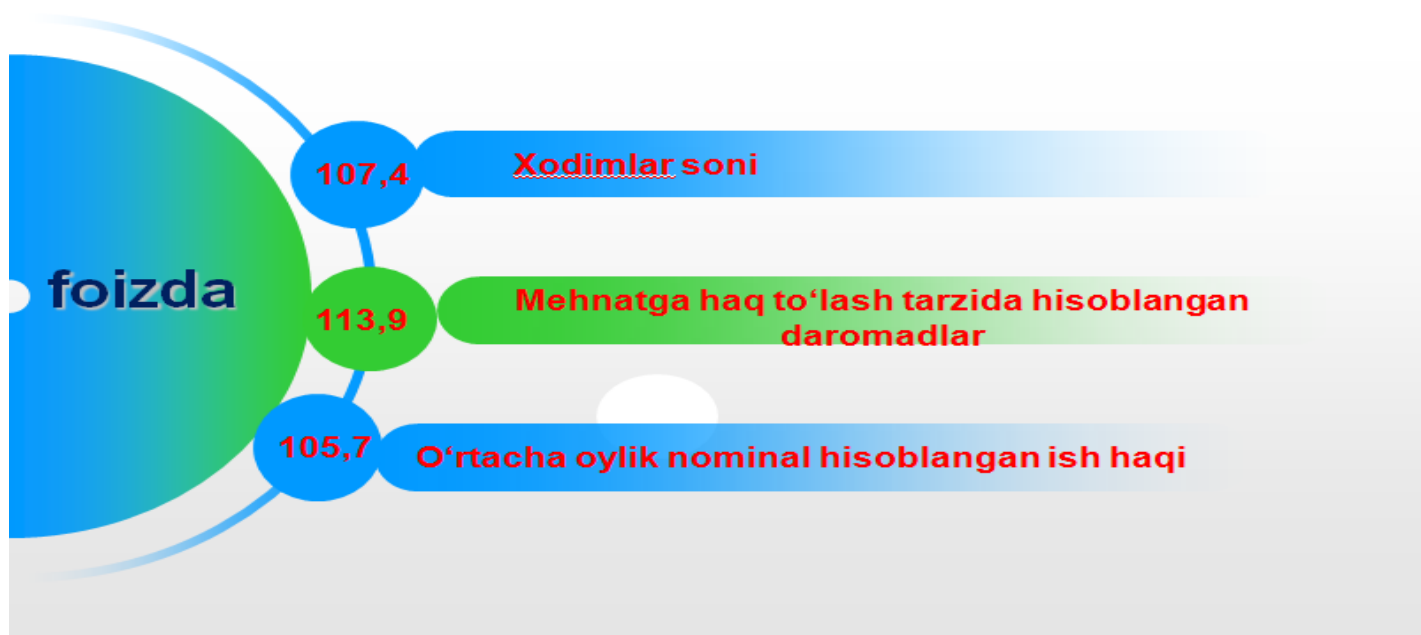 107,4 Xodimlar soni
foizda
113,9 Mehnatga haq to‘lash tarzida hisoblangan
daromadlar
105,7 O‘rtacha oylik nominal hisoblangan ish haqi